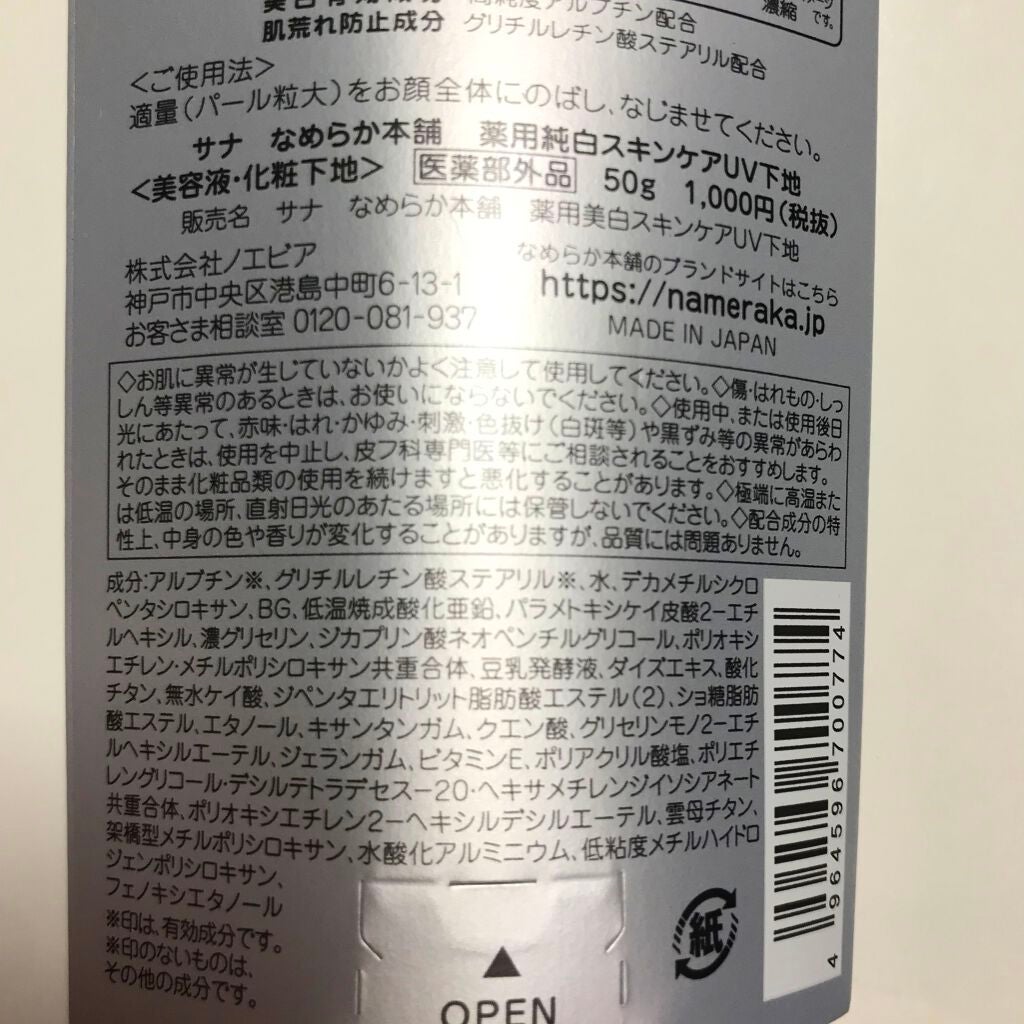 高純度アルブチン配合
濃縮
です。
肌荒れ防止成分 グリチルレチン酸ステアリル配合
＜ご使用法＞
適量(パール粒大)をお顔全体にのばし、なじませてください。
サナ なめらか本舗 薬用純白スキンケアUV下地
＜美容液・化粧下地＞ 医薬部外品 50g 1,000円(税抜)
販売名 サナ なめらか本舗 薬用美白スキンケアUV下地
株式会社ノエビア
神戸市中央区港島中町6-13-1
お客さま相談室 0120-081-937
なめらか本舗のブランドサイトはこちら
https://nameraka.jp
MADE IN JAPAN
◇お肌に異常が生じていないかよく注意して使用してください。◇傷・はれもの・しっ
しん等異常のあるときは、お使いにならないでください。◇使用中、または使用後日
光にあたって、赤味・はれ・かゆみ・刺激・色抜け(白斑等)や黒ずみ等の異常があらわ
れたときは、使用を中止し、皮フ科専門医等にご相談されることをおすすめします。
そのまま化粧品類の使用を続けますと悪化することがあります。◇極端に高温また
は低温の場所、直射日光のあたる場所には保管しないでください。◇配合成分の特
性上、中身の色や香りが変化することがありますが、品質には問題ありません。
成分:アルブチン※、グリチルレチン酸ステアリル※、水、デカメチルシクロ
ペンタシロキサン、BG、低温焼成酸化亜鉛、パラメトキシケイ皮酸2-エチ
ルヘキシル、濃グリセリン、ジカプリン酸ネオペンチルグリコール、ポリオキシ
エチレン・メチルポリシロキサン共重合体、豆乳発酵液、ダイズエキス、酸化
チタン、無水ケイ酸、ジペンタエリトリット脂肪酸エステル(2)、ショ糖脂肪
酸エステル、エタノール、キサンタンガム、クエン酸、グリセリンモノ2-エチ
ルヘキシルエーテル、ジェランガム、ビタミンE、ポリアクリル酸塩、ポリエチ
レングリコール・デシルテトラデセス-20・ヘキサメチレンジイソシアネート
共重合体、ポリオキシエチレン2-ヘキシルデシルエーテル、雲母チタン、
架橋型メチルポリシロキサン、水酸化アルミニウム、低粘度メチルハイドロ
ジェンポリシロキサン、
フェノキシエタノール
※印は、有効成分です。
※印のないものは、
その他の成分です。
4 964596 700774
紙
OPEN